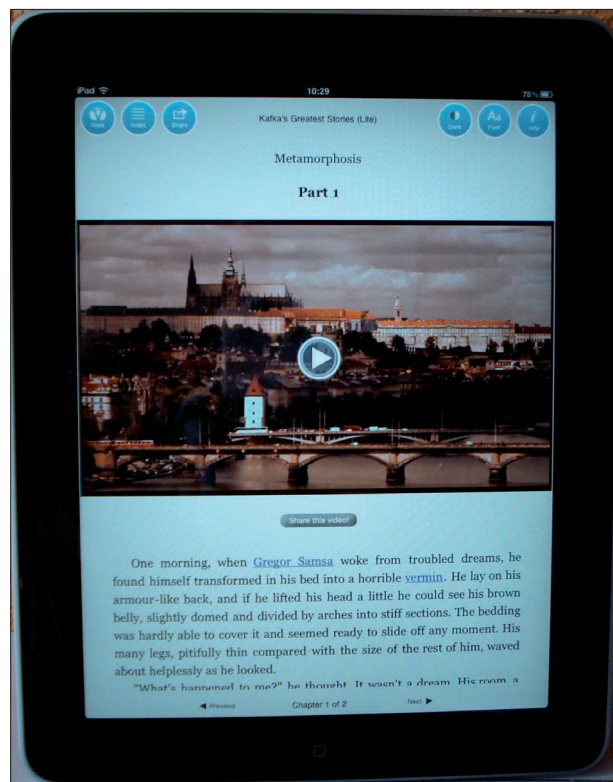 iPad 10:29 78%
Work Index Share Kafka's Greatest Stories (Lite) Dark Font Info
Metamorphosis
Part 1
Share this video!
One morning, when Gregor Samsa woke from troubled dreams, he
found himself transformed in his bed into a horrible vermin. He lay on his
armour-like back, and if he lifted his head a little he could see his brown
belly, slightly domed and divided by arches into stiff sections. The bedding
was hardly able to cover it and seemed ready to slide off any moment. His
many legs, pitifully thin compared with the size of the rest of him, waved
about helplessly as he looked.
"What's happened to me?" he thought. It wasn't a dream. His room, a
Previous Chapter 1 of 2 Next